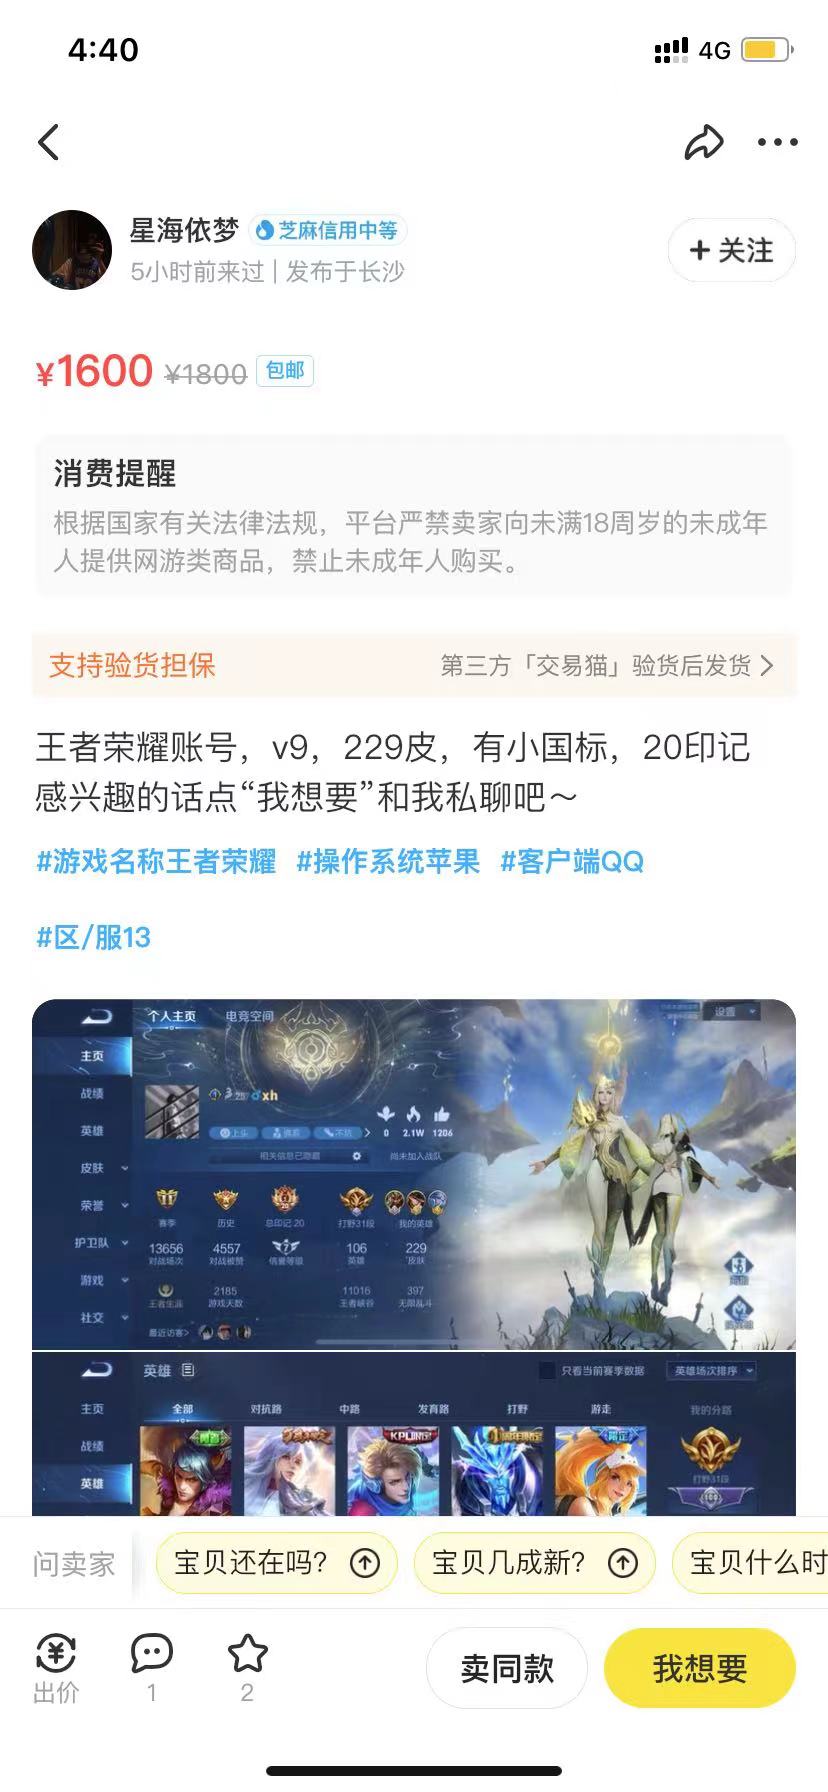 4:40
4G
星海依梦 芝麻信用中等
5小时前来过 | 发布于长沙
+ 关注
¥1600 ¥1800 包邮
消费提醒
根据国家有关法律法规，平台严禁卖家向未满18周岁的未成年
人提供网游类商品，禁止未成年人购买。
支持验货担保 第三方「交易猫」验货后发货
王者荣耀账号，v9，229皮，有小国标，20印记
感兴趣的话点“我想要”和我私聊吧～
#游戏名称王者荣耀 #操作系统苹果 #客户端QQ
#区/服13
个人主页 电竞空间 设置
主页
战绩
英雄
皮肤
荣誉
护卫队
游戏
社交
xh
0 2.1W 1206
相关信息已隐藏 尚未加入战队
赛季 历史 总印记 20 打野31段 我的英雄
13656 4557 106 229
对战场次 对战被赞 信誉等级 英雄 皮肤
2185 11016 397
王者生涯 游戏天数 王者峡谷 无限乱斗
最近访客>
英雄 只看当前赛季数据 英雄场次排序
主页 全部 对抗路 中路 发育路 打野 游走 我的分路
战绩
英雄
KPL限定
限定
打野31段
问卖家 宝贝还在吗？ 宝贝几成新？ 宝贝什么时
出价 1 2 卖同款 我想要